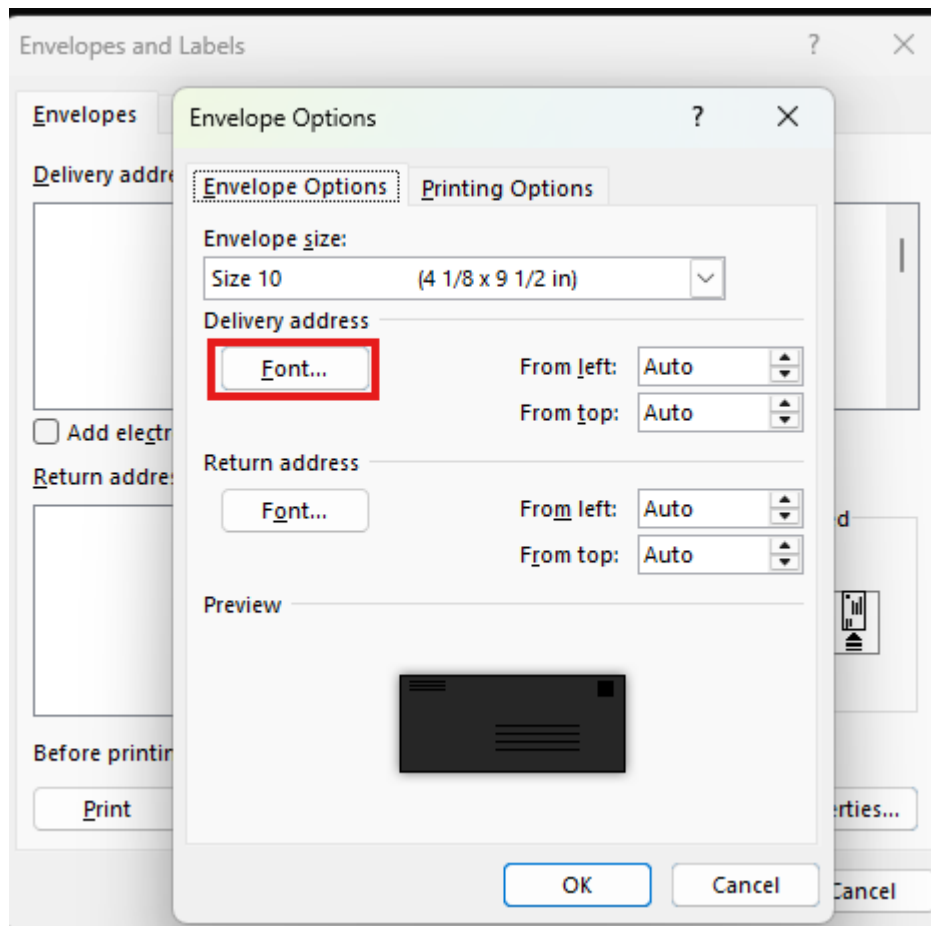 Envelopes and Labels ? ×
Envelopes
Envelope Options ? ×
Delivery addre
Envelope Options Printing Options
Envelope size:
Size 10 (4 1/8 x 9 1/2 in)
Delivery address
Font... From left: Auto
From top: Auto
Add electr
Return addre
Return address
Font... From left: Auto
From top: Auto
d
Preview
Before printin
Print
erties...
OK Cancel
Cancel